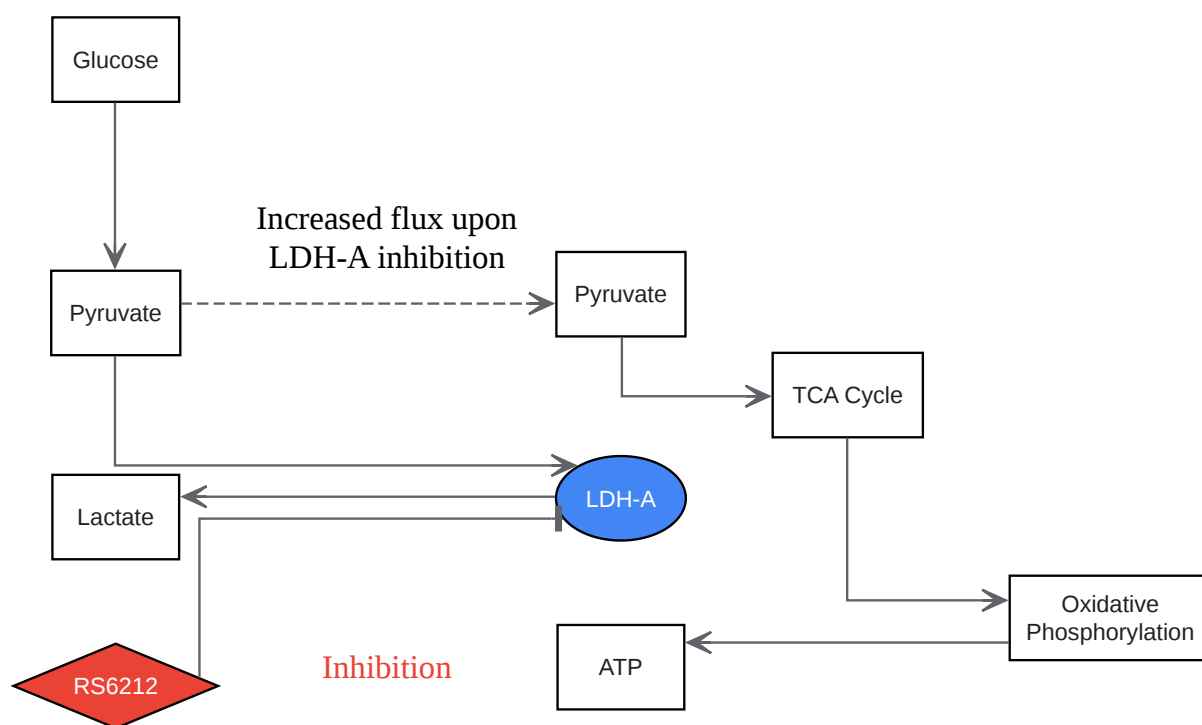 Glucose
Increased flux upon
LDH-A inhibition
Pyruvate
Pyruvate
TCA Cycle
LDH-A
Lactate
Oxidative
Phosphorylation
ATP
Inhibition
RS6212